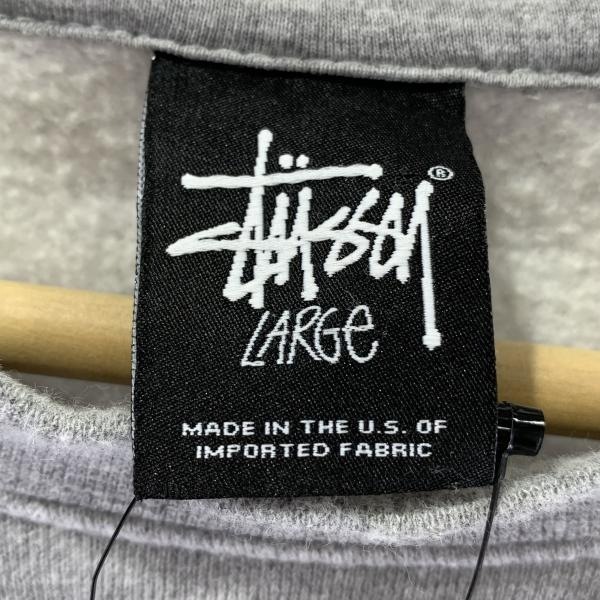 Stüssy®
LARGE
MADE IN THE U.S. OF
IMPORTED FABRIC